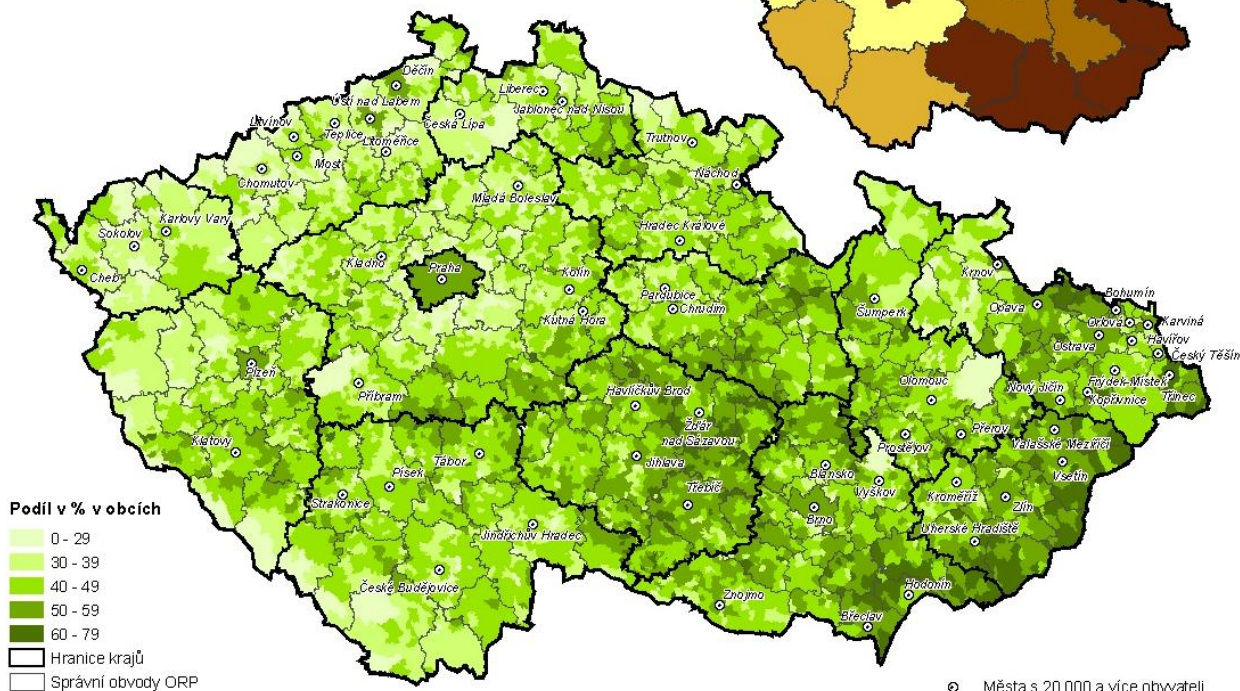 Děčín
Ústí nad Labem
Liberec
Jablonec nad Nisou
Česká Lípa
Litvínov
Teplice
Litoměřice
Most
Chomutov
Trutnov
Náchod
Mladá Boleslav
Karlovy Vary
Sokolov
Cheb
Hradec Králové
Kladno
Praha
Kolín
Kutná Hora
Pardubice
Chrudim
Šumperk
Krnov
Opava
Bohumín
Orlová
Karviná
Havířov
Ostrava
Český Těšín
Frýdek-Místek
Třinec
Nový Jičín
Kopřivnice
Plzeň
Příbram
Havlíčkův Brod
Žďár
nad Sázavou
Olomouc
Přerov
Prostějov
Valašské Meziříčí
Vsetín
Klatovy
Tábor
Písek
Jihlava
Třebíč
Blansko
Vyškov
Kroměříž
Zlín
Strakonice
Jindřichův Hradec
Brno
Uherské Hradiště
České Budějovice
Znojmo
Hodonín
Břeclav
Podíl v % v obcích
0 - 29
30 - 39
40 - 49
50 - 59
60 - 79
Hranice krajů
Správní obvody ORP
Města s 20 000 a více obyvateli